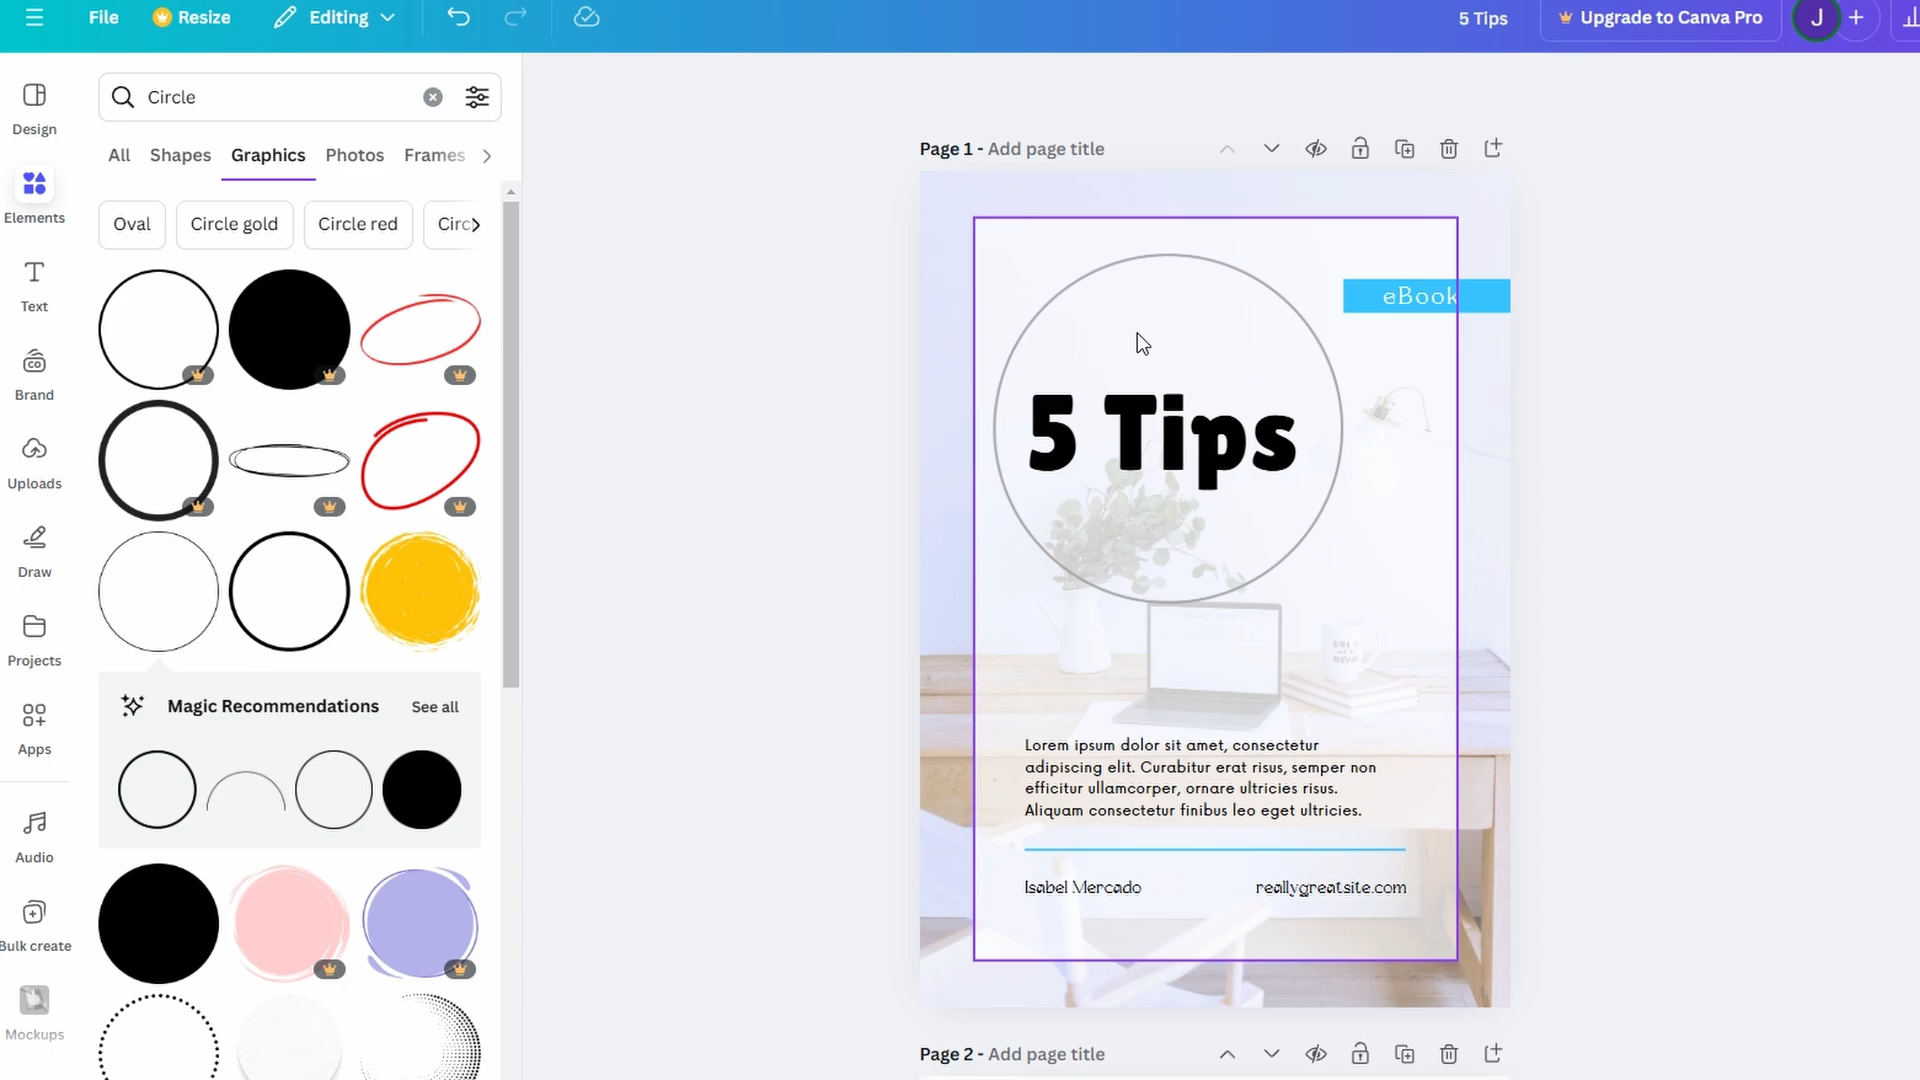 File
Resize
Editing
5 Tips
Upgrade to Canva Pro
J
Circle
All
Shapes
Graphics
Photos
Frames
Oval
Circle gold
Circle red
Circ
Design
Elements
Text
Brand
Uploads
Draw
Projects
Apps
Audio
Bulk create
Mockups
Magic Recommendations
See all
Page 1 - Add page title
eBook
5 Tips
Lorem ipsum dolor sit amet, consectetur
adipiscing elit. Curabitur erat risus, semper non
efficitur ullamcorper, ornare ultricies risus.
Aliquam consectetur finibus leo eget ultricies.
Isabel Mercado
reallygreatsite.com
Page 2 - Add page title